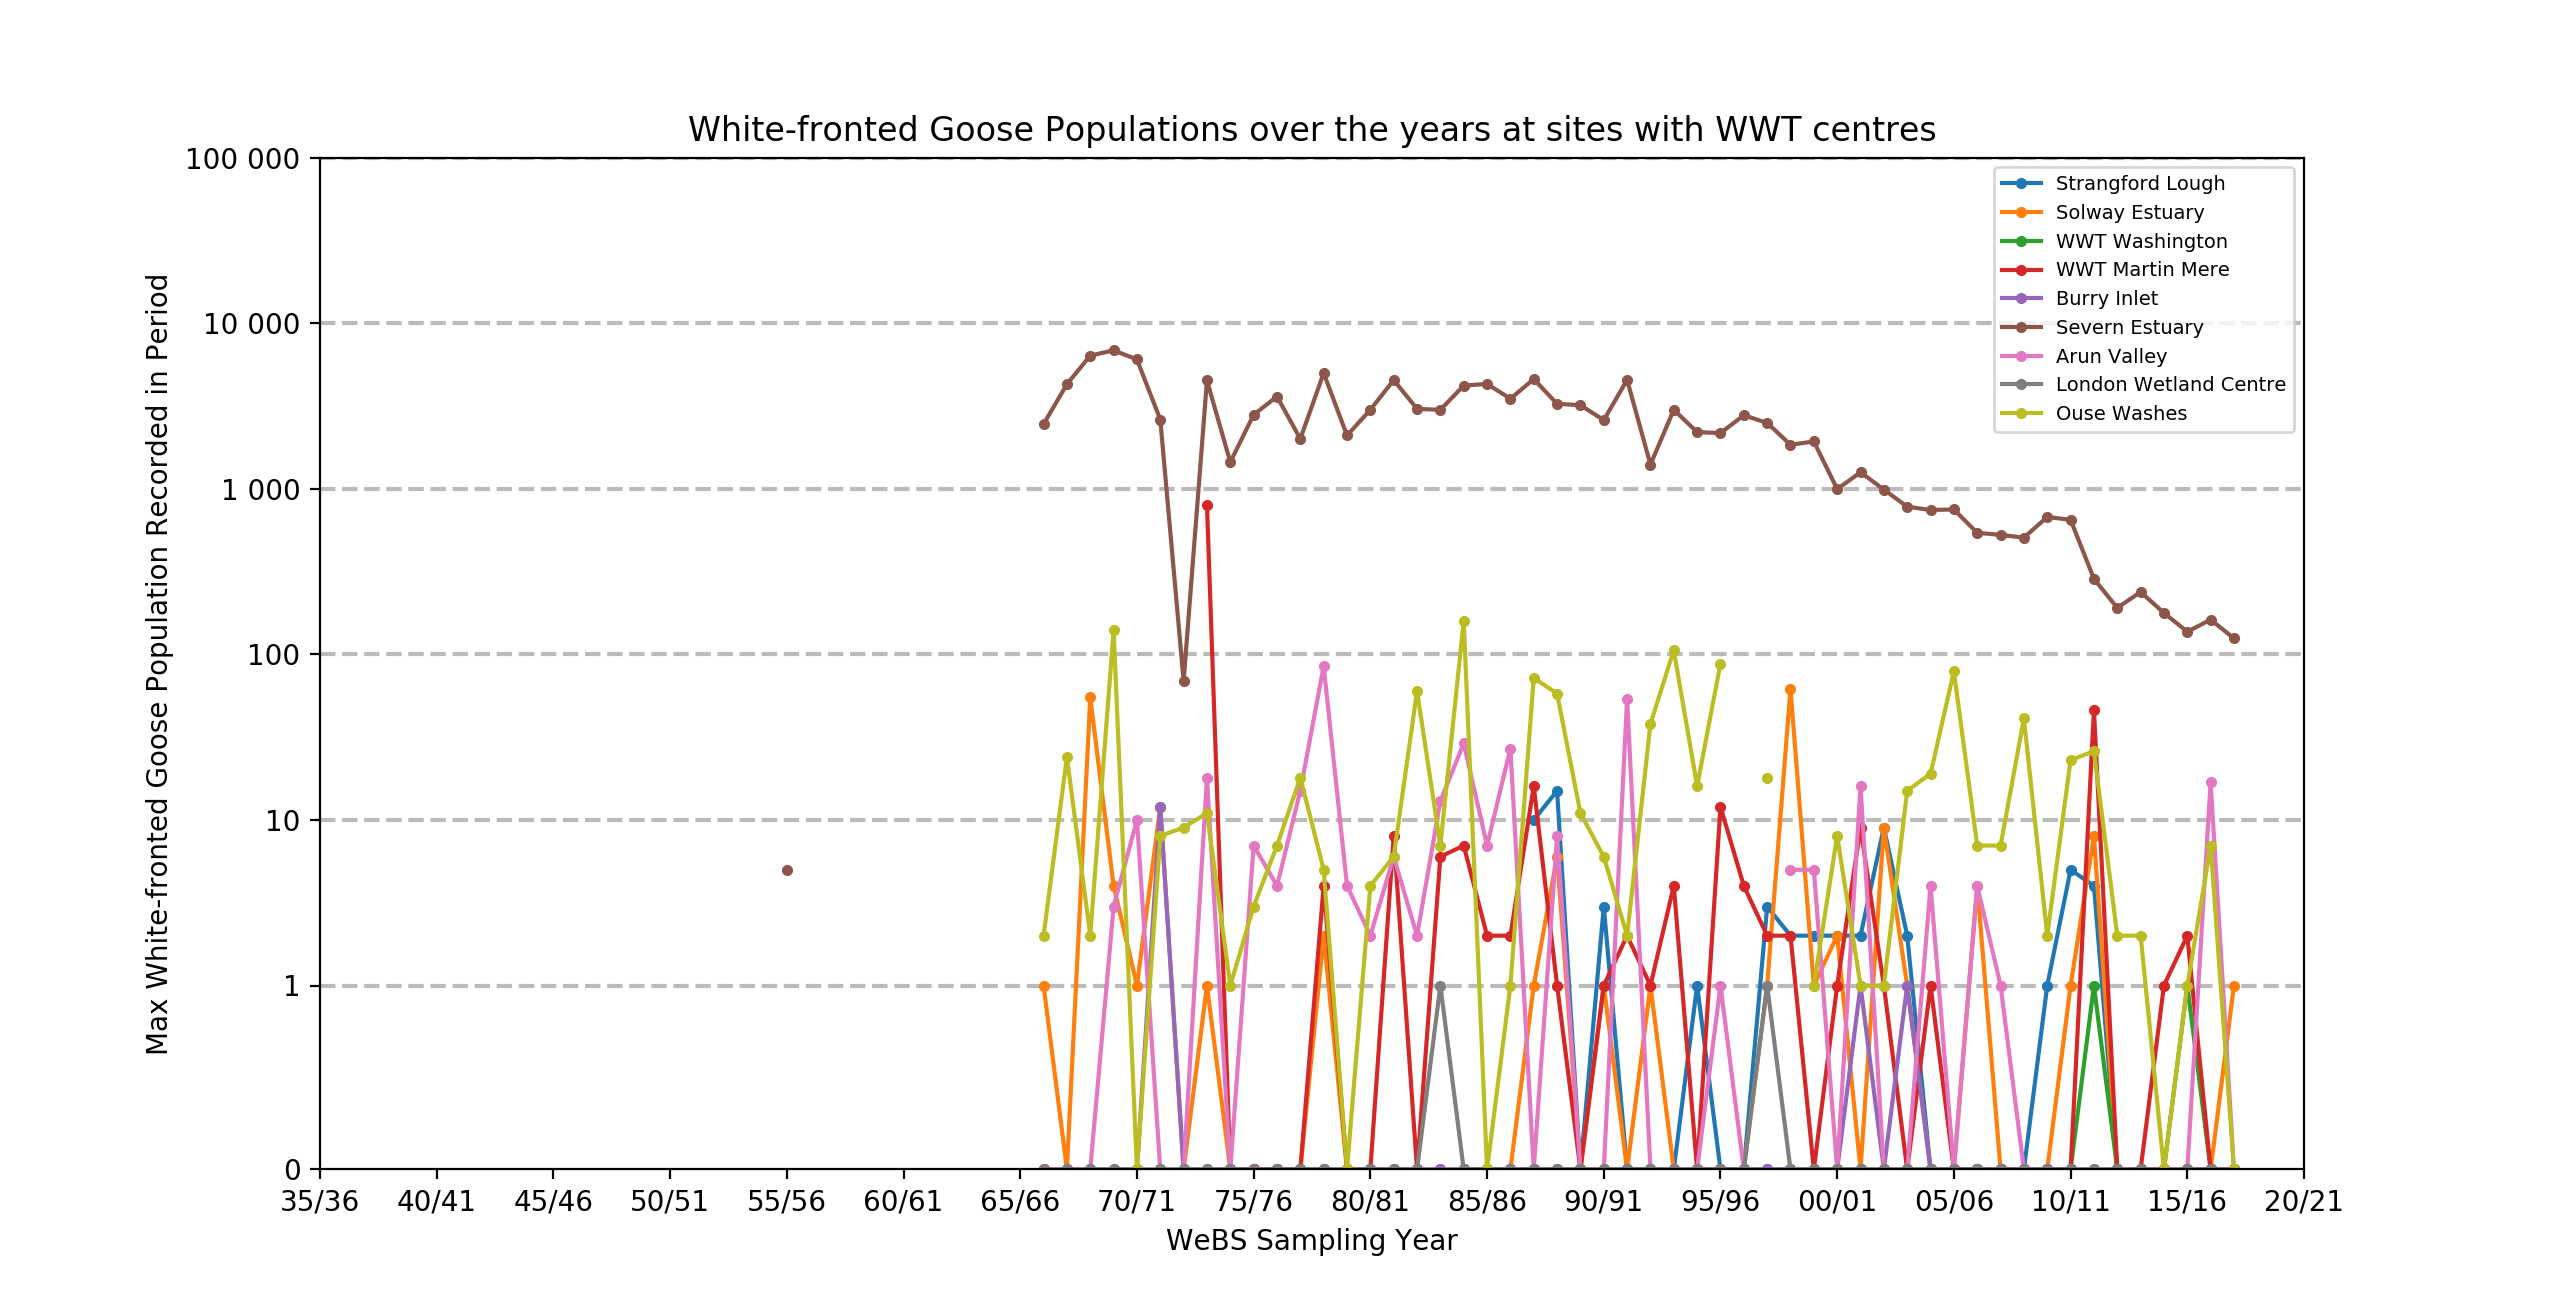 White-fronted Goose Populations over the years at sites with WWT centres
Max White-fronted Goose Population Recorded in Period
100 000
10 000
1 000
100
10
1
0
Strangford Lough
Solway Estuary
WWT Washington
WWT Martin Mere
Burry Inlet
Severn Estuary
Arun Valley
London Wetland Centre
Ouse Washes
35/36 40/41 45/46 50/51 55/56 60/61 65/66 70/71 75/76 80/81 85/86 90/91 95/96 00/01 05/06 10/11 15/16 20/21
WeBS Sampling Year